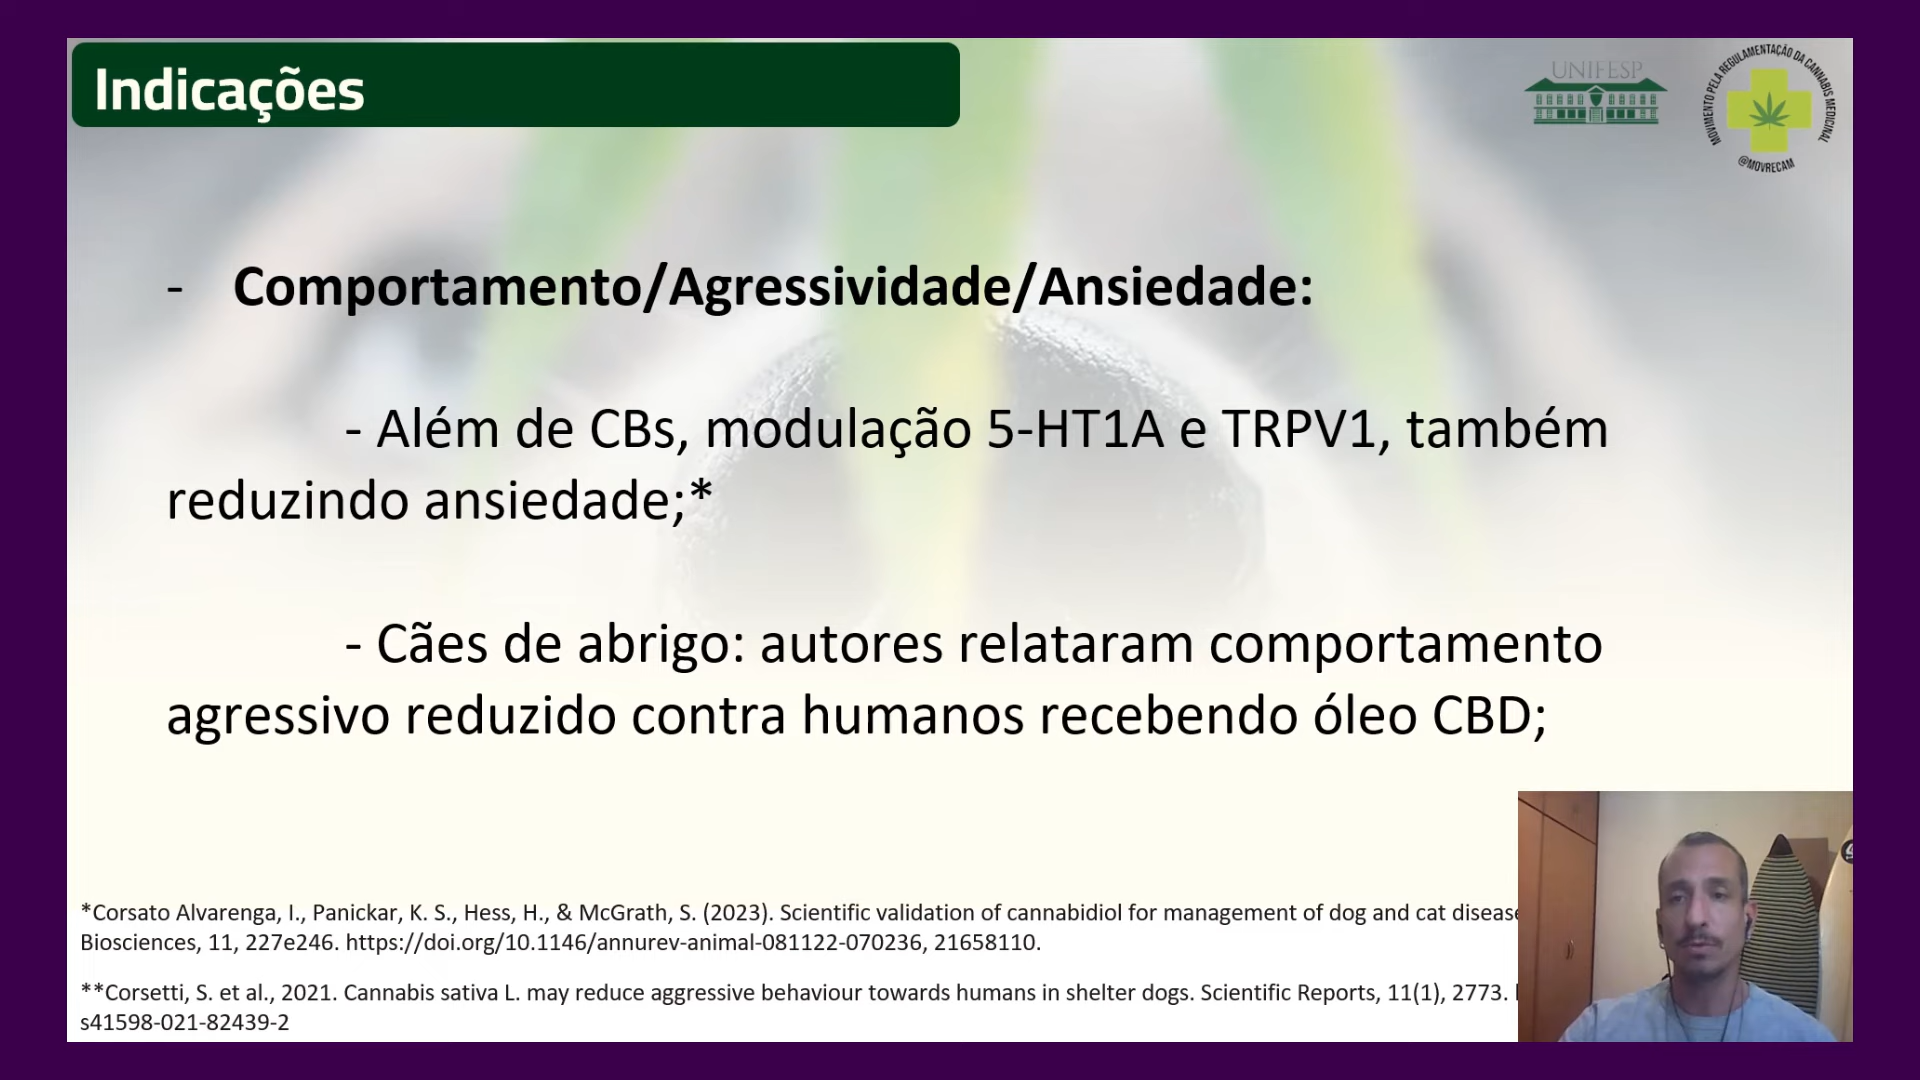 Indicações
UNIFESP
MOVIMENTO PELA REGULAMENTAÇÃO DA CANNABIS MEDICINAL
@MOVRECAM
- Comportamento/Agressividade/Ansiedade:
- Além de CBs, modulação 5-HT1A e TRPV1, também
reduzindo ansiedade;*
- Cães de abrigo: autores relataram comportamento
agressivo reduzido contra humanos recebendo óleo CBD;
*Corsato Alvarenga, I., Panickar, K. S., Hess, H., & McGrath, S. (2023). Scientific validation of cannabidiol for management of dog and cat disease
Biosciences, 11, 227e246. https://doi.org/10.1146/annurev-animal-081122-070236, 21658110.
**Corsetti, S. et al., 2021. Cannabis sativa L. may reduce aggressive behaviour towards humans in shelter dogs. Scientific Reports, 11(1), 2773.
s41598-021-82439-2